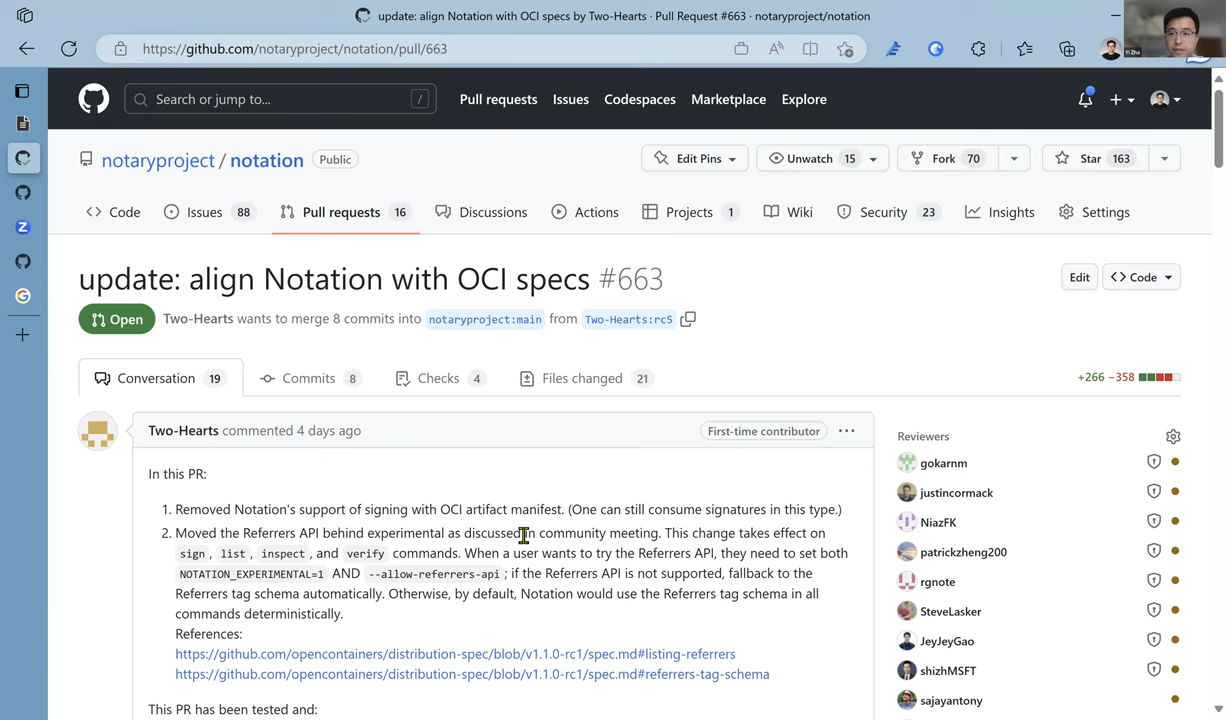 update: align Notation with OCI specs by Two-Hearts · Pull Request #663 · notaryproject/notation
https://github.com/notaryproject/notation/pull/663
Yi Zha
Search or jump to...
/
Pull requests
Issues
Codespaces
Marketplace
Explore
notaryproject / notation
Public
Edit Pins
Unwatch 15
Fork 70
Star 163
Code
Issues 88
Pull requests 16
Discussions
Actions
Projects 1
Wiki
Security 23
Insights
Settings
update: align Notation with OCI specs #663
Edit
Code
Open
Two-Hearts wants to merge 8 commits into notaryproject:main from Two-Hearts:rc5
Conversation 19
Commits 8
Checks 4
Files changed 21
+266 −358
Two-Hearts commented 4 days ago
First-time contributor
In this PR:
1. Removed Notation's support of signing with OCI artifact manifest. (One can still consume signatures in this type.)
2. Moved the Referrers API behind experimental as discussed in community meeting. This change takes effect on
sign, list, inspect, and verify commands. When a user wants to try the Referrers API, they need to set both
NOTATION_EXPERIMENTAL=1 AND --allow-referrers-api; if the Referrers API is not supported, fallback to the
Referrers tag schema automatically. Otherwise, by default, Notation would use the Referrers tag schema in all
commands deterministically.
References:
https://github.com/opencontainers/distribution-spec/blob/v1.1.0-rc1/spec.md#listing-referrers
https://github.com/opencontainers/distribution-spec/blob/v1.1.0-rc1/spec.md#referrers-tag-schema
This PR has been tested and:
Reviewers
gokarnm
justincormack
NiazFK
patrickzheng200
rgnote
SteveLasker
JeyJeyGao
shizhMSFT
sajayantony